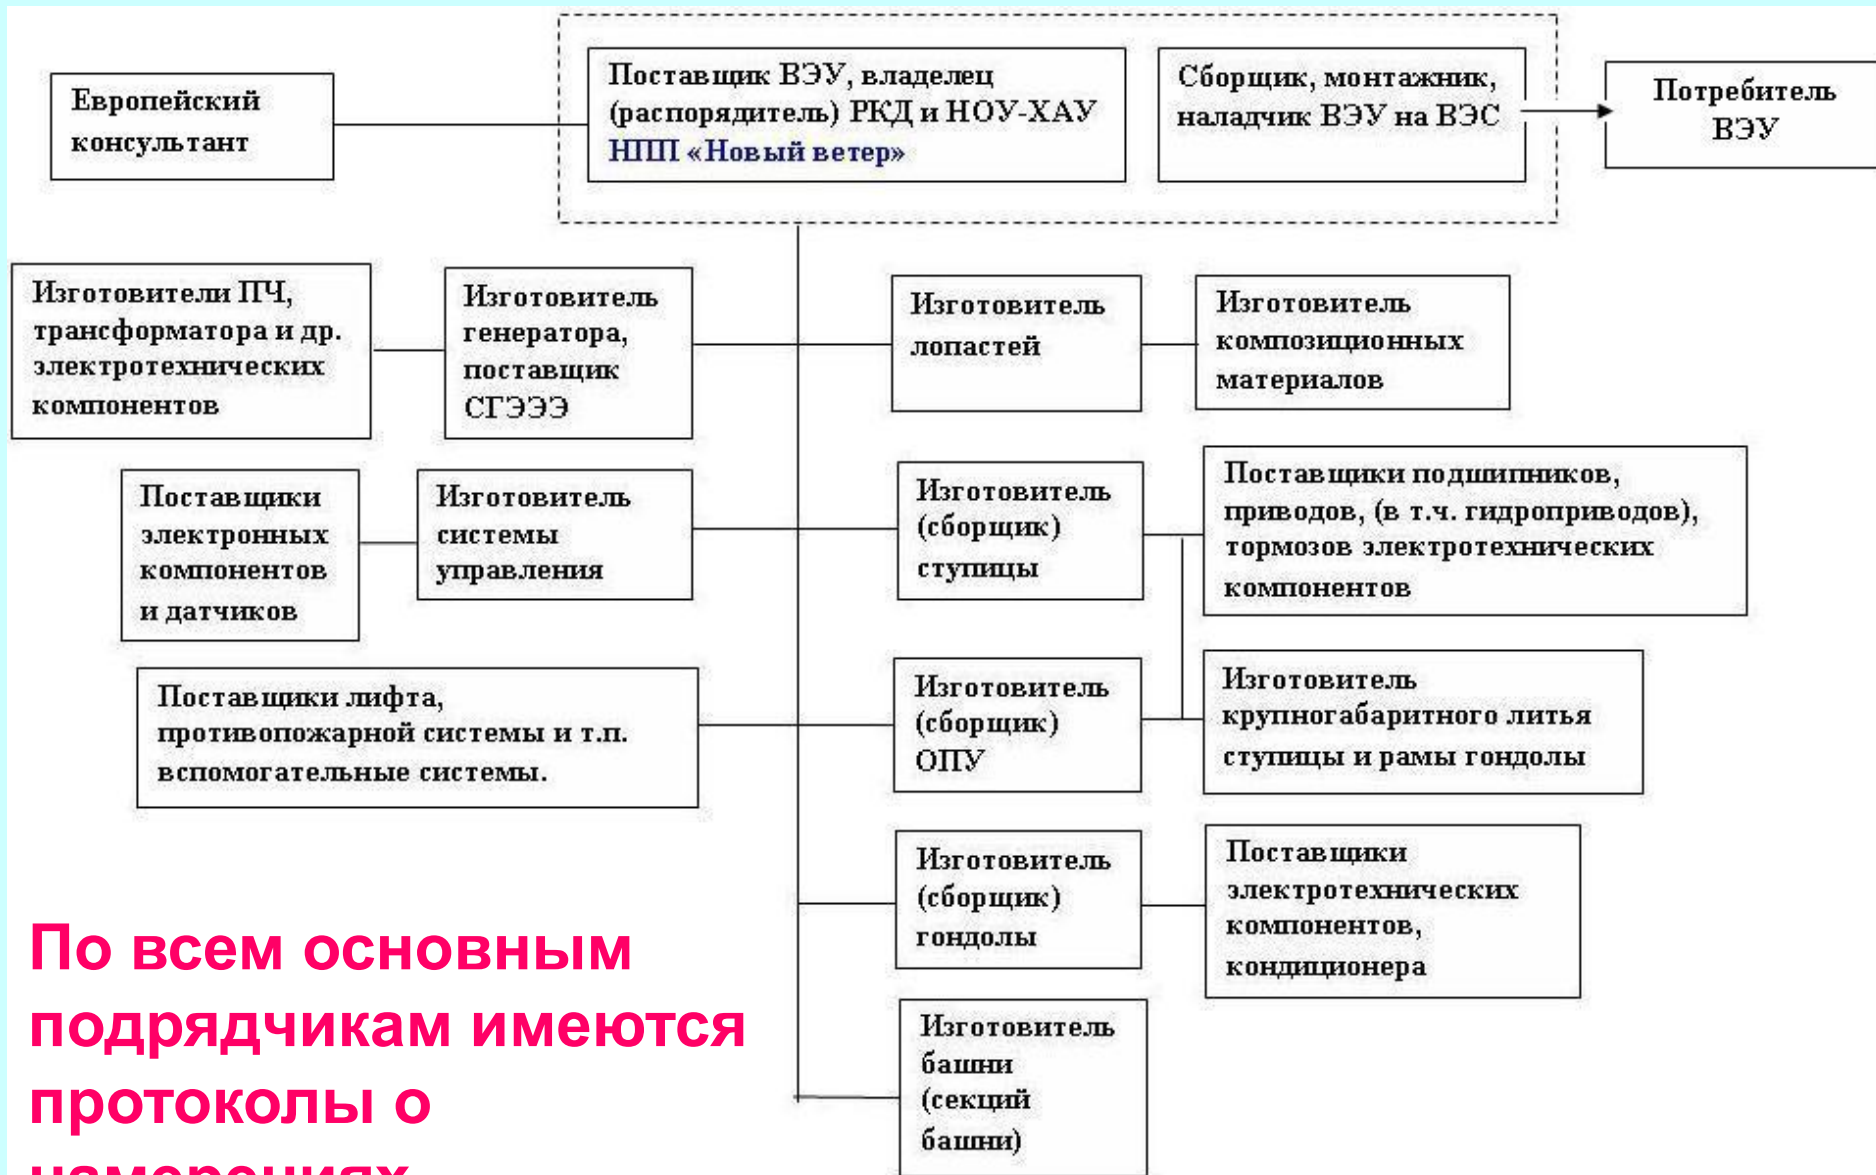 Европейский
консультант
Поставщик ВЭУ, владелец
(распорядитель) РКД и НОУ-ХАУ
НПП «Новый ветер»
Сборщик, монтажник,
наладчик ВЭУ на ВЭС
Потребитель
ВЭУ
Изготовители ПЧ,
трансформатора и др.
электротехнических
компонентов
Изготовитель
генератора,
поставщик
СГЭЭЭ
Изготовитель
лопастей
Изготовитель
композиционных
материалов
Поставщики
электронных
компонентов
и датчиков
Изготовитель
системы
управления
Изготовитель
(сборщик)
ступицы
Поставщики подшипников,
приводов, (в т.ч. гидроприводов),
тормозов электротехнических
компонентов
Поставщики лифта,
противопожарной системы и т.п.
вспомогательные системы.
Изготовитель
(сборщик)
ОПУ
Изготовитель
крупногабаритного литья
ступицы и рамы гондолы
Изготовитель
(сборщик)
гондолы
Поставщики
электротехнических
компонентов,
кондиционера
Изготовитель
башни
(секций
башни)
По всем основным
подрядчикам имеются
протоколы о
намерениях